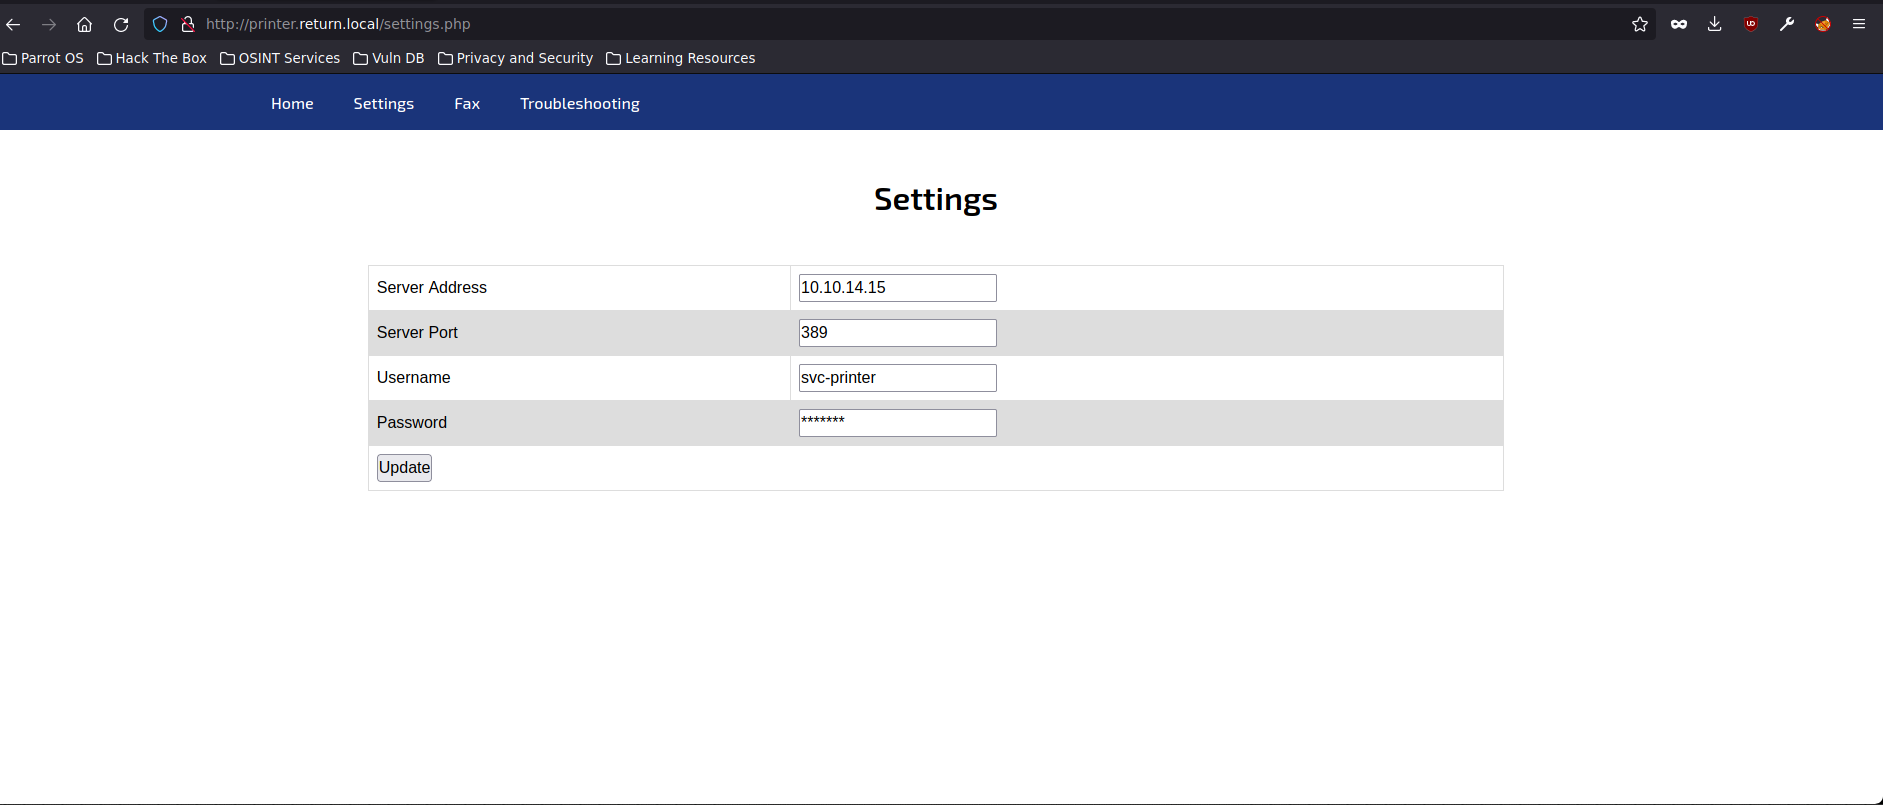 http://printer.return.local/settings.php
Parrot OS Hack The Box OSINT Services Vuln DB Privacy and Security Learning Resources
Home Settings Fax Troubleshooting
Settings
Server Address 10.10.14.15
Server Port 389
Username svc-printer
Password *******
Update